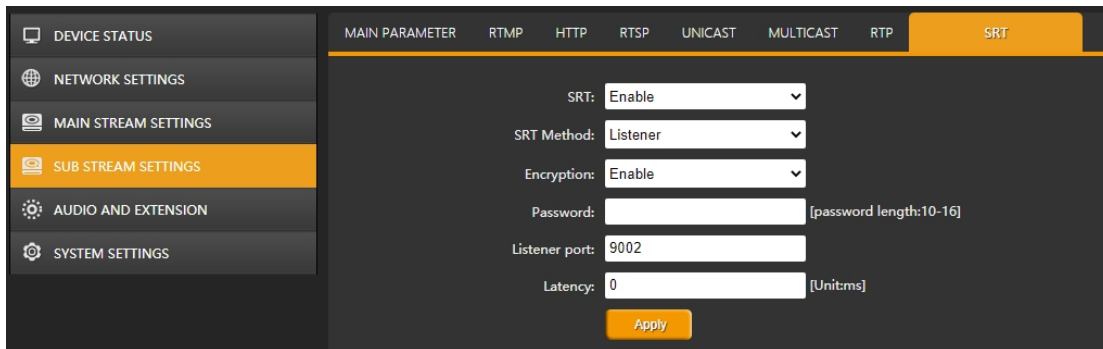 DEVICE STATUS
NETWORK SETTINGS
MAIN STREAM SETTINGS
SUB STREAM SETTINGS
AUDIO AND EXTENSION
SYSTEM SETTINGS
MAIN PARAMETER RTMP HTTP RTSP UNICAST MULTICAST RTP SRT
SRT: Enable
SRT Method: Listener
Encryption: Enable
Password: [password length:10-16]
Listener port: 9002
Latency: 0 [Unit:ms]
Apply